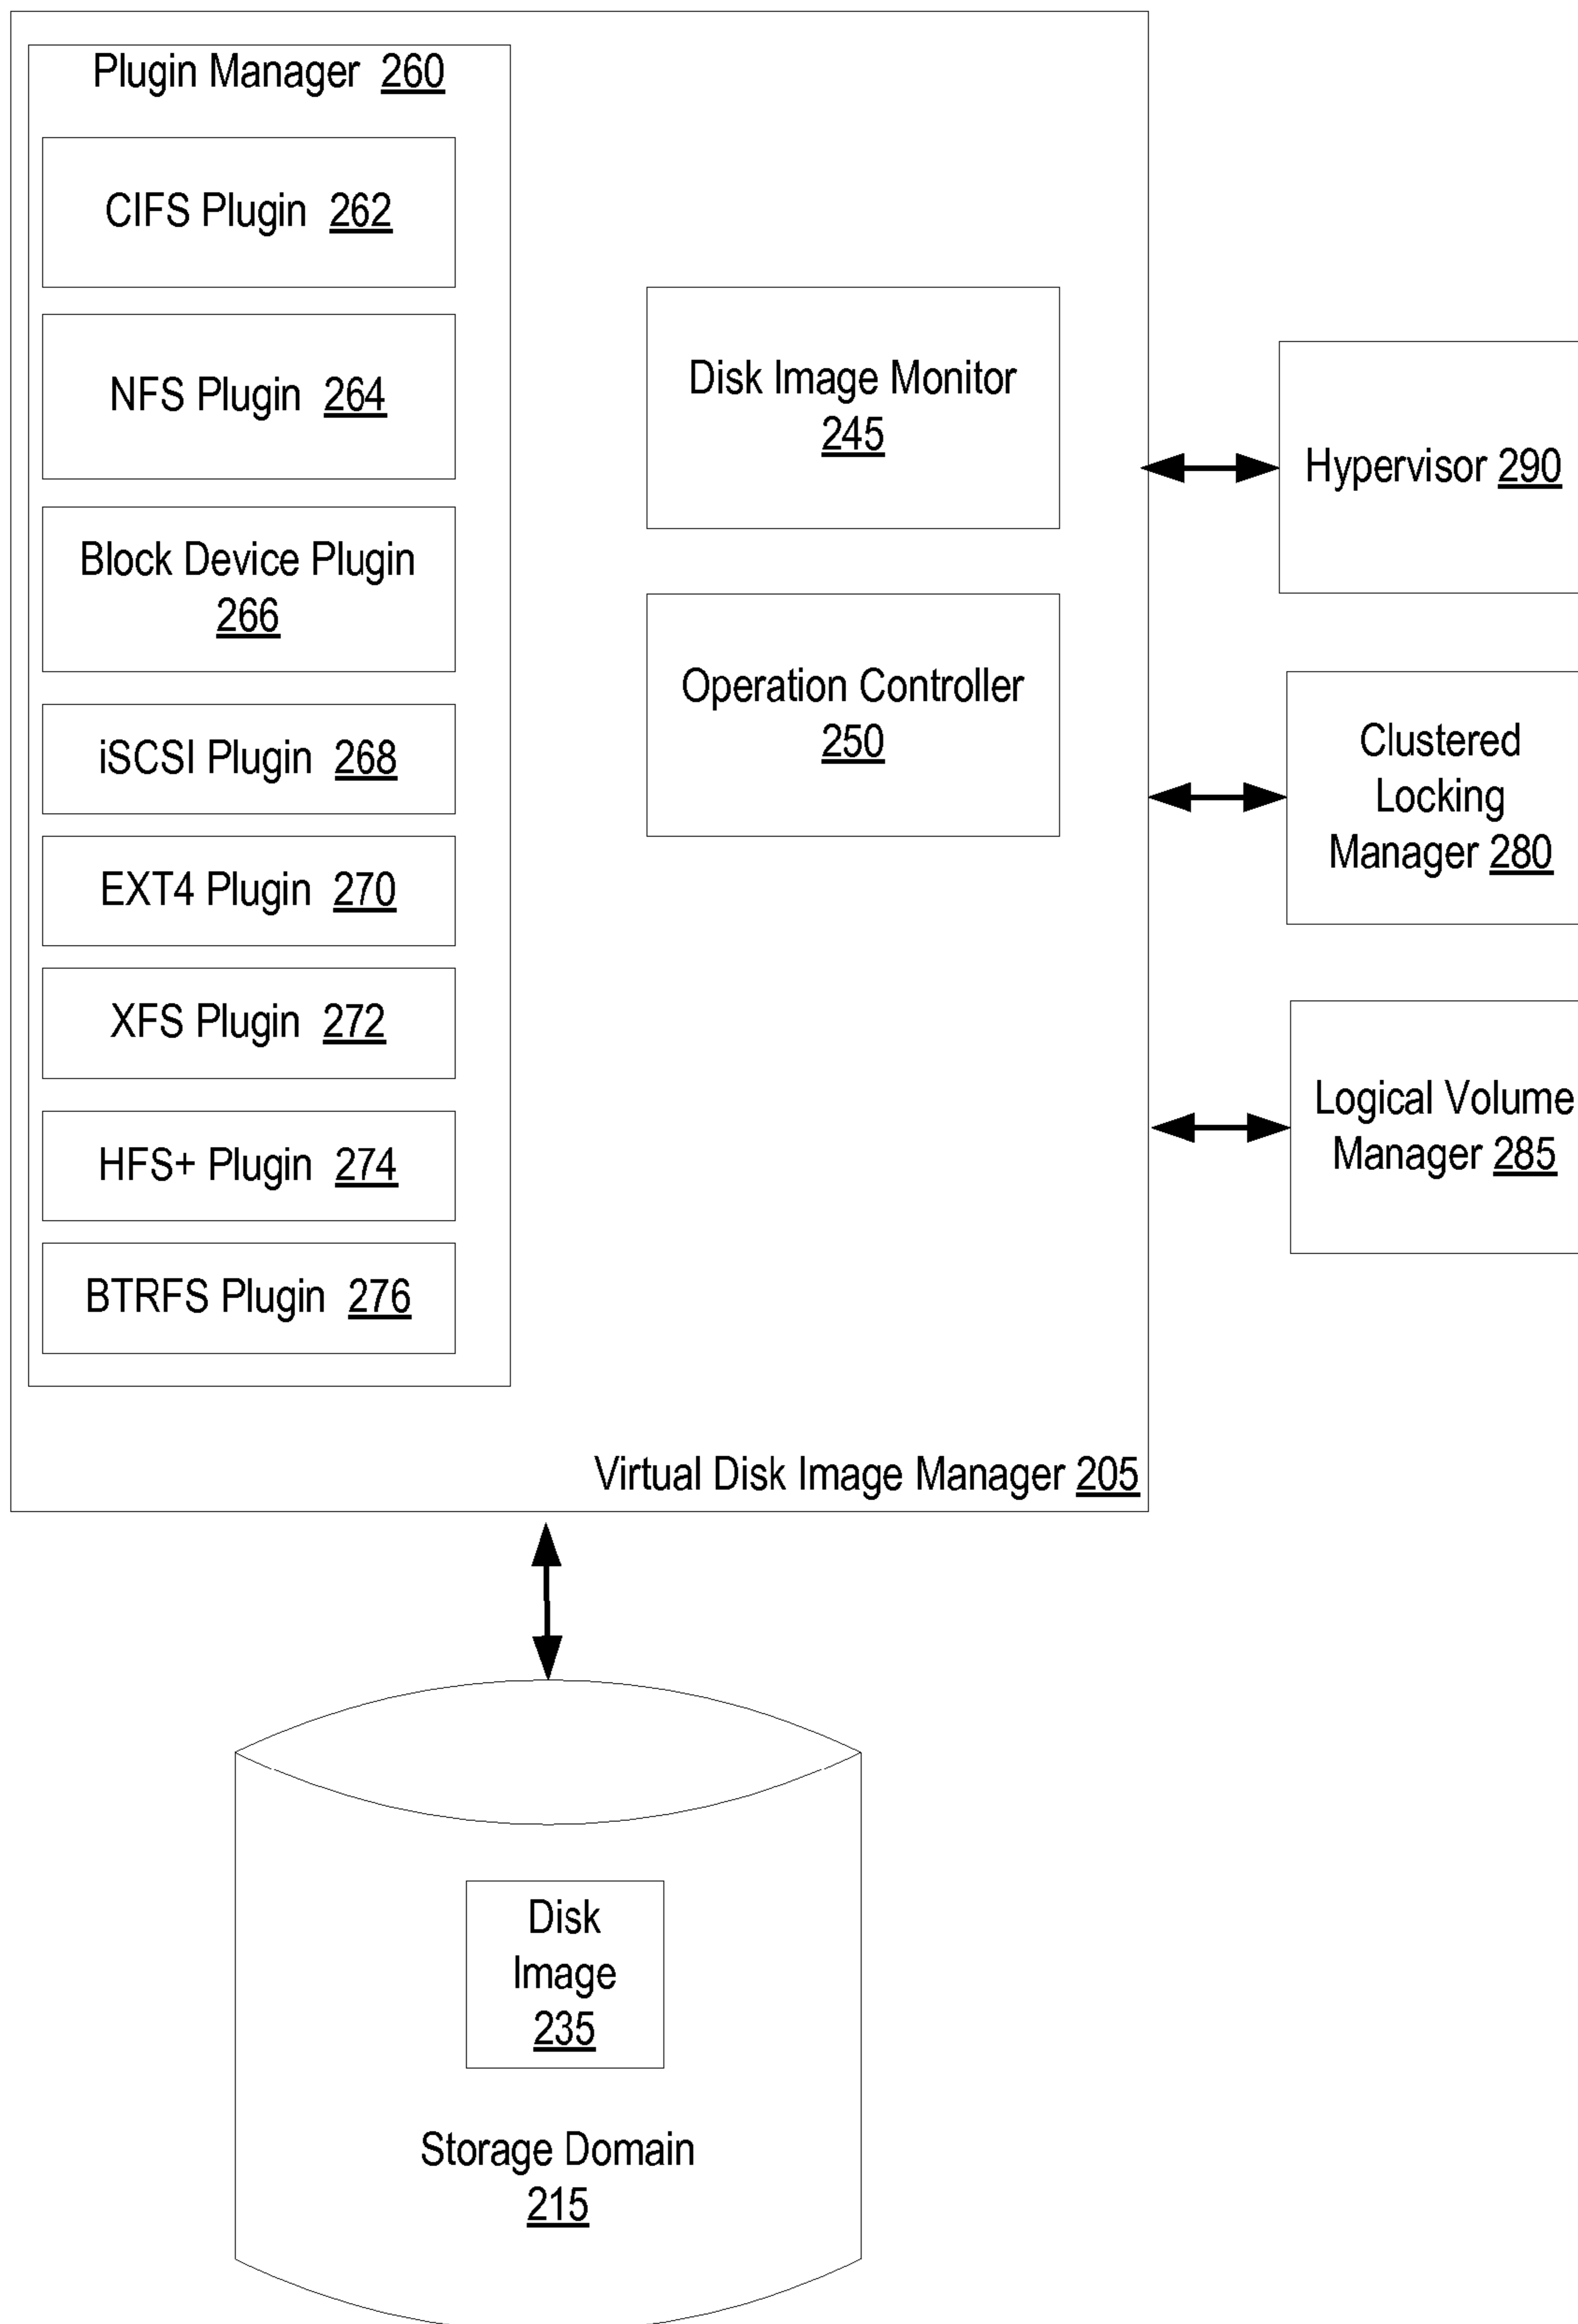 Plugin Manager 260
CIFS Plugin 262
NFS Plugin 264
Block Device Plugin
266
iSCSI Plugin 268
EXT4 Plugin 270
XFS Plugin 272
HFS+ Plugin 274
BTRFS Plugin 276
Disk Image Monitor
245
Operation Controller
250
Virtual Disk Image Manager 205
Hypervisor 290
Clustered
Locking
Manager 280
Logical Volume
Manager 285
Disk
Image
235
Storage Domain
215